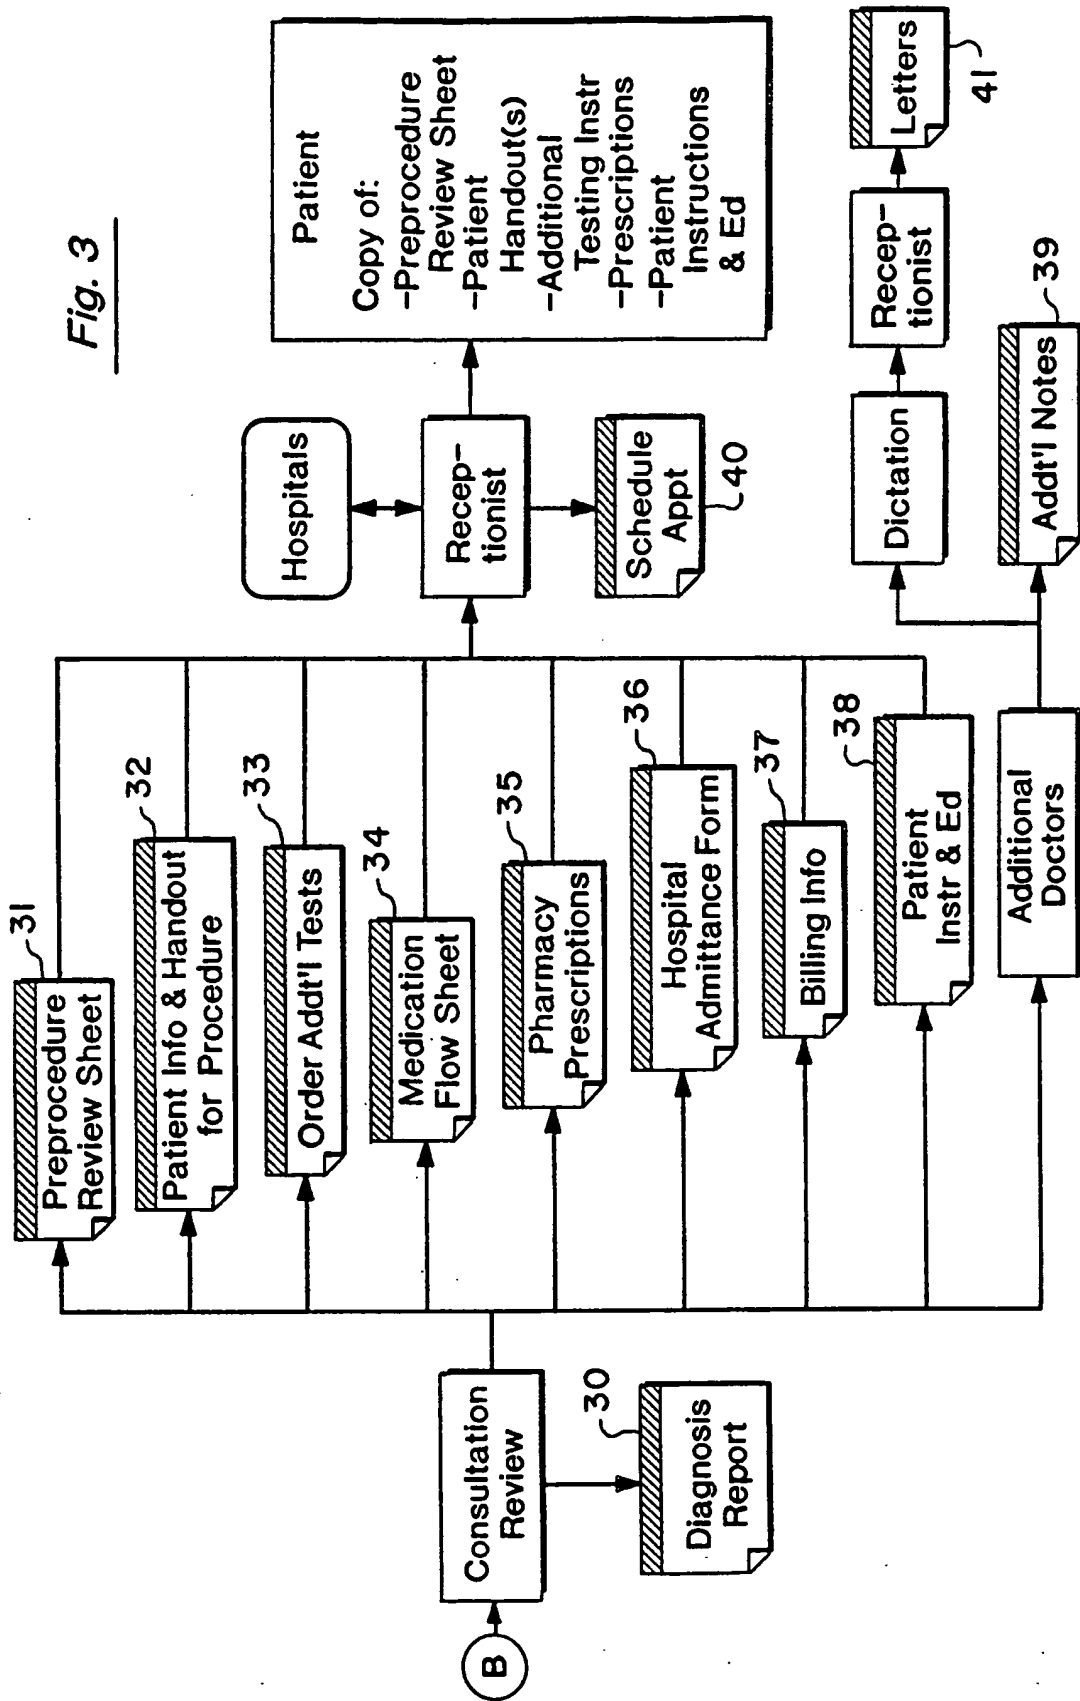 Fig. 3
B
Consultation
Review
30
Diagnosis
Report
31
Preprocedure
Review Sheet
32
Patient Info & Handout
for Procedure
33
Order Addt'l Tests
34
Medication
Flow Sheet
35
Pharmacy
Prescriptions
36
Hospital
Admittance Form
37
Billing Info
38
Patient
Instr & Ed
Additional
Doctors
Hospitals
Recep-
tionist
Schedule
Appt
40
Patient
Copy of:
-Preprocedure
Review Sheet
-Patient
Handout(s)
-Additional
Testing Instr
-Prescriptions
-Patient
Instructions
& Ed
Dictation
Recep-
tionist
Letters
41
Addt'l Notes
39